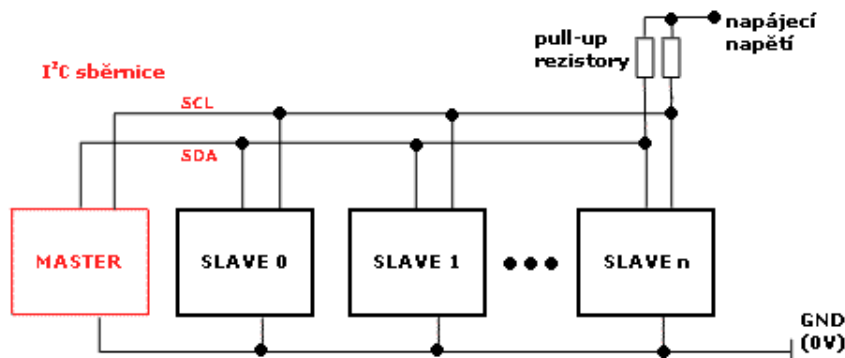 napájecí
napětí
pull-up
rezistory
I²C sběrnice
SCL
SDA
MASTER
SLAVE 0
SLAVE 1
SLAVE n
GND
(0V)